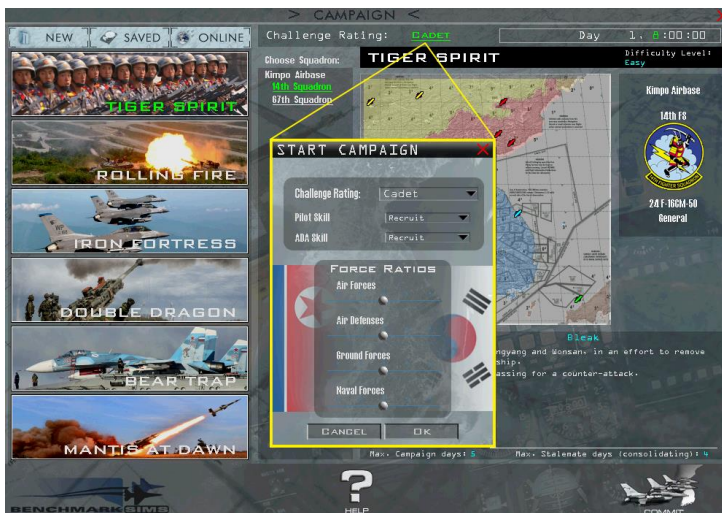 > CAMPAIGN <
NEW
SAVED
ONLINE
Challenge Rating: CADET
Day 1, 8:00:00
TIGER SPIRIT
ROLLING FIRE
IRON FORTRESS
DOUBLE DRAGON
BEAR TRAP
MANTIS AT DAWN
Choose Squadron:
Kimpo Airbase
14th Squadron
67th Squadron
TIGER SPIRIT
Difficulty Level:
Easy
Kimpo Airbase
14th FS
24 F-16CM-50
General
START CAMPAIGN
X
Challenge Rating: Cadet
Pilot Skill Recruit
ADA Skill Recruit
FORCE RATIOS
Air Forces
Air Defenses
Ground Forces
Naval Forces
CANCEL
OK
Bleak
and Wonsan, in an effort to remove
for a counter-attack.
Max. Campaign days: 5
Max. Stalemate days (consolidating): 4
BENCHMARK SIMS
?
HELP
COMMIT